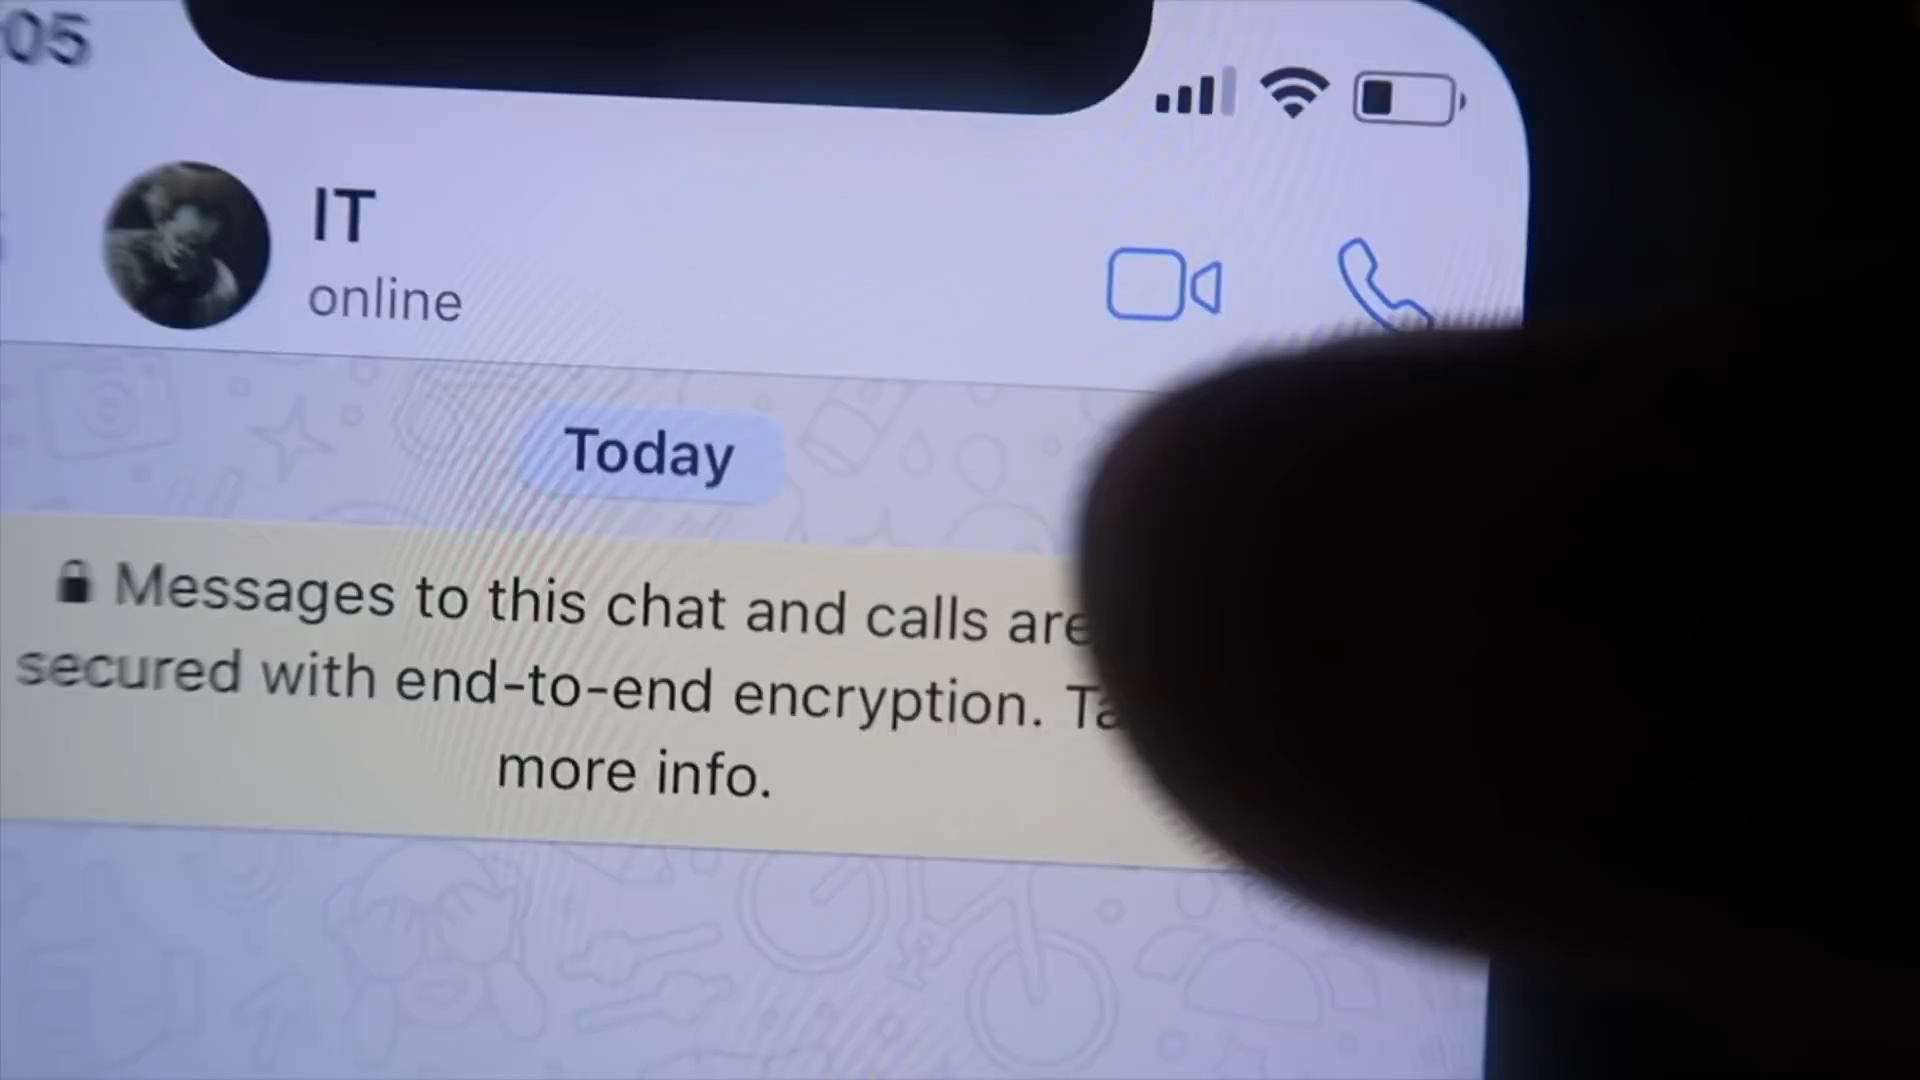 05
IT
online
Today
Messages to this chat and calls are
secured with end-to-end encryption.
more info.